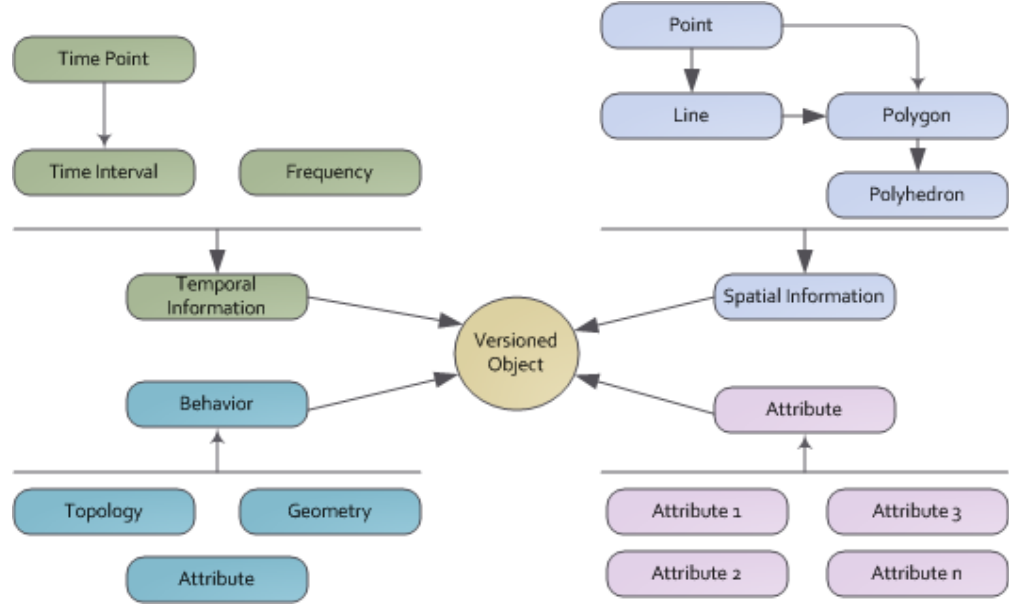 Time Point
Time Interval
Frequency
Temporal
Information
Point
Line
Polygon
Polyhedron
Spatial Information
Versioned
Object
Behavior
Topology
Geometry
Attribute
Attribute
Attribute 1
Attribute 3
Attribute 2
Attribute n